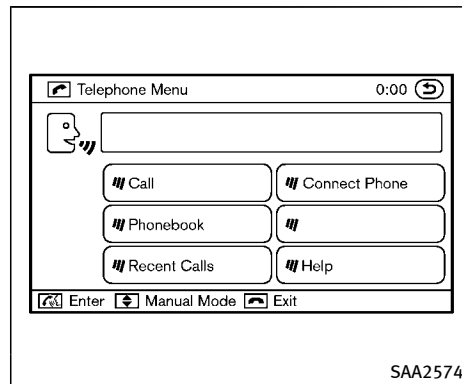 Telephone Menu 0:00
Call Connect Phone
Phonebook
Recent Calls Help
Enter Manual Mode Exit
SAA2574